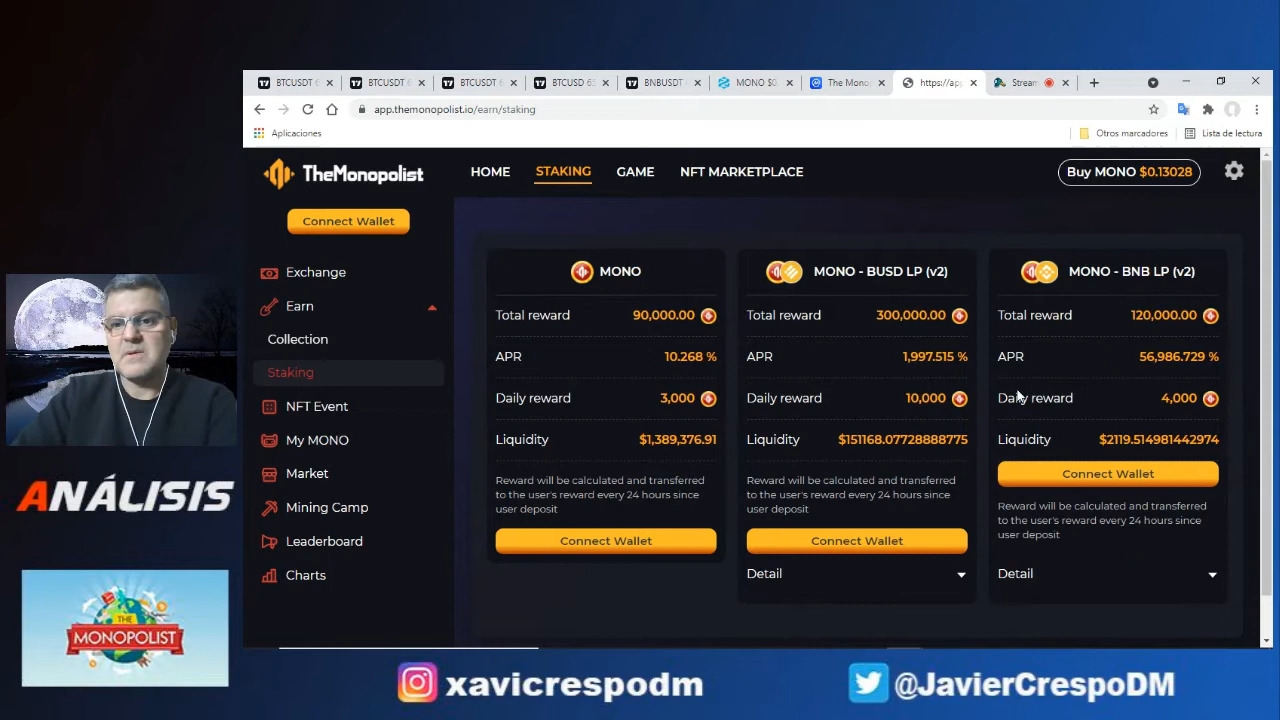 BTCUSDT 6
BTCUSDT 6
BTCUSDT 6
BTCUSD 65
BNBUSDT
MONO $0.
The Mono
https://ap
Stream
app.themonopolist.io/earn/staking
Aplicaciones
Otros marcadores
Lista de lectura
TheMonopolist
HOME
STAKING
GAME
NFT MARKETPLACE
Buy MONO $0.13028
Connect Wallet
Exchange
Earn
Collection
Staking
NFT Event
My MONO
Market
Mining Camp
Leaderboard
Charts
MONO
Total reward 90,000.00
APR 10.268 %
Daily reward 3,000
Liquidity $1,389,376.91
Reward will be calculated and transferred
to the user's reward every 24 hours since
user deposit
Connect Wallet
MONO - BUSD LP (v2)
Total reward 300,000.00
APR 1,997.515 %
Daily reward 10,000
Liquidity $151168.07728888775
Reward will be calculated and transferred
to the user's reward every 24 hours since
user deposit
Connect Wallet
Detail
MONO - BNB LP (v2)
Total reward 120,000.00
APR 56,986.729 %
Daily reward 4,000
Liquidity $2119.514981442974
Connect Wallet
Reward will be calculated and transferred
to the user's reward every 24 hours since
user deposit
Detail
ANÁLISIS
THE
MONOPOLIST
xavicrespodm
@JavierCrespoDM